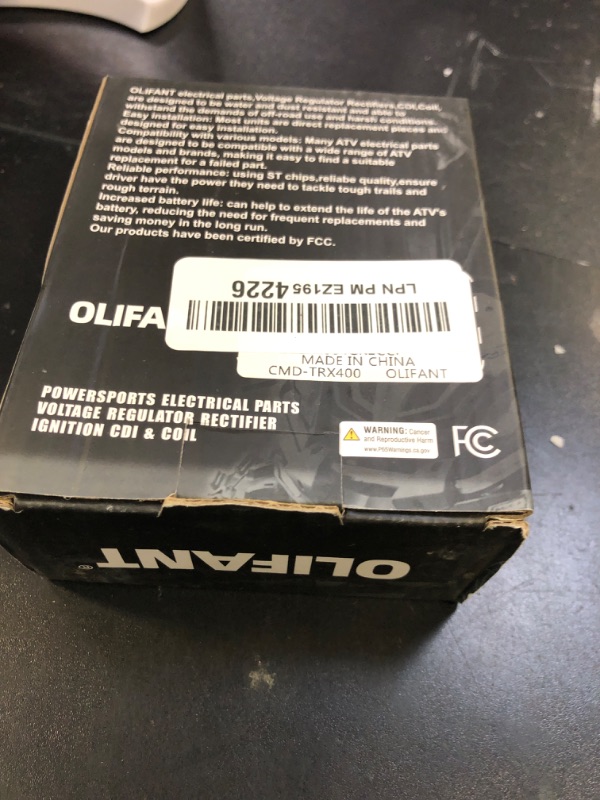 OLIFANT electrical parts,Voltage Regulator Rectifiers,CDI,Coil,
are designed to be water and dust resistant and able to
withstand the demands of off-road use and harsh conditions.
Easy installation: Most units are direct replacement pieces and
designed for easy installation.
Compatibility with various models: Many ATV electrical parts
are designed to be compatible with a wide range of ATV
models and brands, making it easy to find a suitable
replacement for a failed part.
Reliable performance: using ST chips,reliabe quality,ensure
driver have the power they need to tackle tough trails and
rough terrain.
Increased battery life: can help to extend the life of the ATV's
battery, reducing the need for frequent replacements and
saving money in the long run.
Our products have been certified by FCC.
LPN PM EZ195 4226
OLIFA
MADE IN CHINA
CMD-TRX400 OLIFANT
POWERSPORTS ELECTRICAL PARTS
VOLTAGE REGULATOR RECTIFIER
IGNITION CDI & COIL
WARNING: Cancer
and Reproductive Harm
www.P65Warnings.ca.gov
FC
OLIFANT®